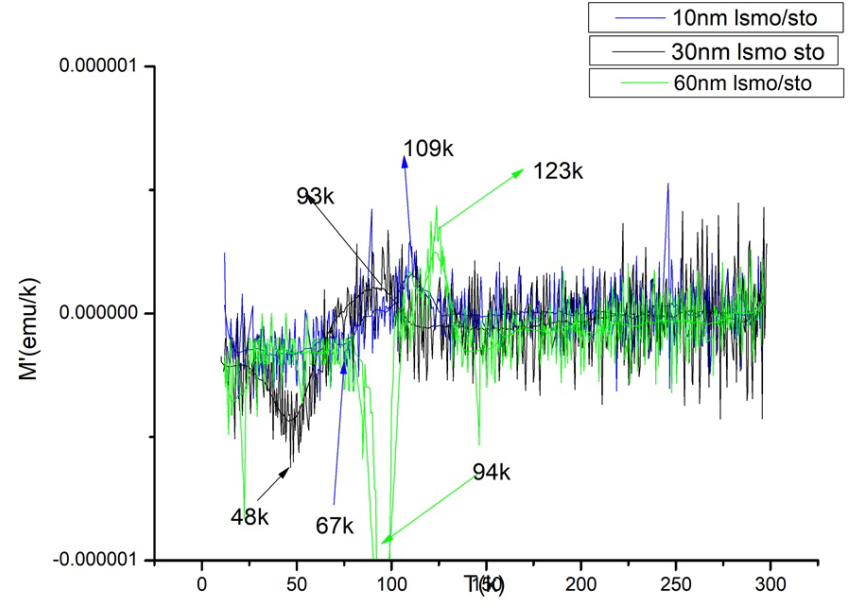 10nm lsmo/sto
30nm lsmo sto
60nm lsmo/sto
0.000001
109k
123k
93k
0.000000
M'(emu/k)
94k
48k
67k
-0.000001
0 50 100 150 200 250 300
T(k)